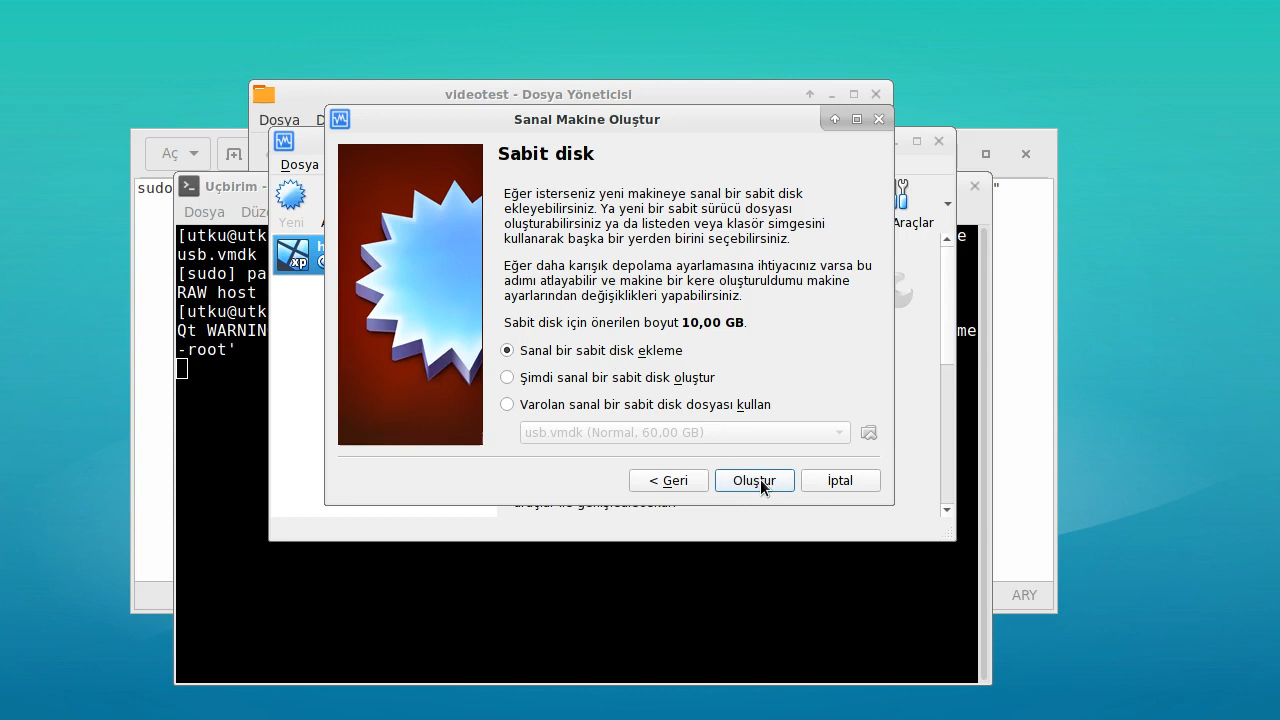 videotest - Dosya Yöneticisi
Dosya
Sanal Makine Oluştur
Aç
Dosya
Yeni
Araçlar
sudo
"
Uçbirim -
Dosya
[utku@utk
e
usb.vmdk
[sudo] pa
RAW host
[utku@utk
Qt WARNIN
me
-root'
xp
Sabit disk
Eğer isterseniz yeni makineye sanal bir sabit disk
ekleyebilirsiniz. Ya yeni bir sabit sürücü dosyası
oluşturabilirsiniz ya da listeden veya klasör simgesini
kullanarak başka bir yerden birini seçebilirsiniz.
Eğer daha karışık depolama ayarlamasına ihtiyacınız varsa bu
adımı atlayabilir ve makine bir kere oluşturuldumu makine
ayarlarından değişiklikleri yapabilirsiniz.
Sabit disk için önerilen boyut 10,00 GB.
Sanal bir sabit disk ekleme
Şimdi sanal bir sabit disk oluştur
Varolan sanal bir sabit disk dosyası kullan
usb.vmdk (Normal, 60,00 GB)
< Geri
Oluştur
İptal
ARY